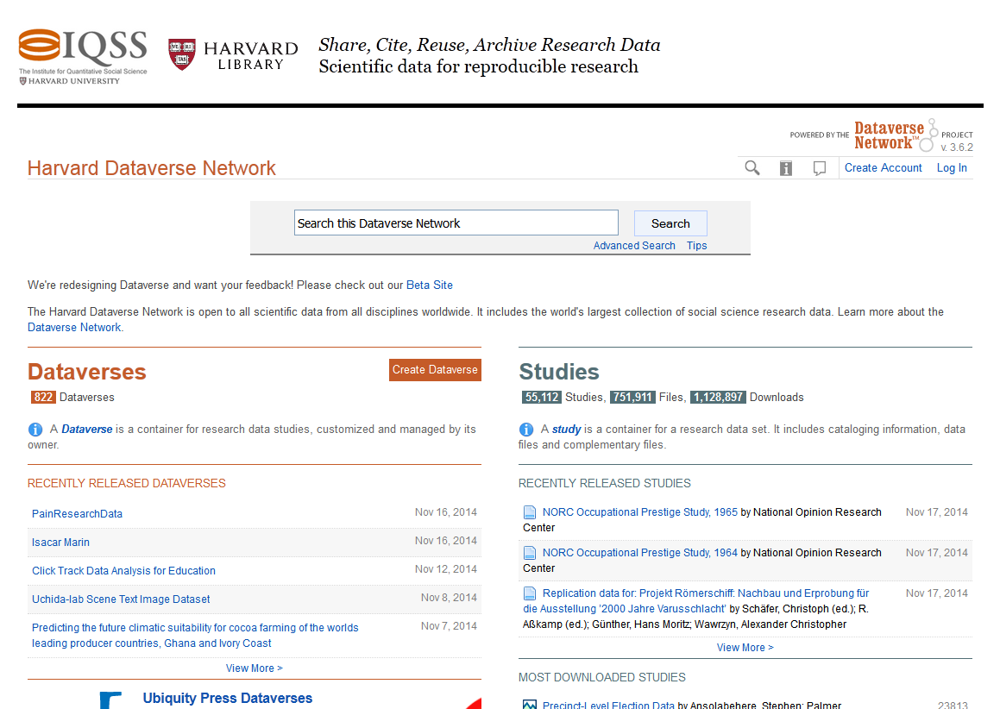 IQSS
The Institute for Quantitative Social Science
HARVARD UNIVERSITY
VE RI TAS
HARVARD
LIBRARY
Share, Cite, Reuse, Archive Research Data
Scientific data for reproducible research
POWERED BY THE Dataverse Network™ PROJECT
v. 3.6.2
Harvard Dataverse Network
Create Account Log In
Search this Dataverse Network Search
Advanced Search Tips
We're redesigning Dataverse and want your feedback! Please check out our Beta Site
The Harvard Dataverse Network is open to all scientific data from all disciplines worldwide. It includes the world's largest collection of social science research data. Learn more about the
Dataverse Network.
Dataverses
Create Dataverse
822 Dataverses
A Dataverse is a container for research data studies, customized and managed by its
owner.
RECENTLY RELEASED DATAVERSES
PainResearchData Nov 16, 2014
Isacar Marin Nov 16, 2014
Click Track Data Analysis for Education Nov 12, 2014
Uchida-lab Scene Text Image Dataset Nov 8, 2014
Predicting the future climatic suitability for cocoa farming of the worlds Nov 7, 2014
leading producer countries, Ghana and Ivory Coast
View More >
Ubiquity Press Dataverses
Studies
55,112 Studies, 751,911 Files, 1,128,897 Downloads
A study is a container for a research data set. It includes cataloging information, data
files and complementary files.
RECENTLY RELEASED STUDIES
NORC Occupational Prestige Study, 1965 by National Opinion Research Nov 17, 2014
Center
NORC Occupational Prestige Study, 1964 by National Opinion Research Nov 17, 2014
Center
Replication data for: Projekt Römerschiff: Nachbau und Erprobung für Nov 17, 2014
die Ausstellung '2000 Jahre Varusschlacht' by Schäfer, Christoph (ed.); R.
Aßkamp (ed.); Günther, Hans Moritz; Wawrzyn, Alexander Christopher
View More >
MOST DOWNLOADED STUDIES
Precinct-Level Election Data by Ansolabehere, Stephen; Palmer, 23813